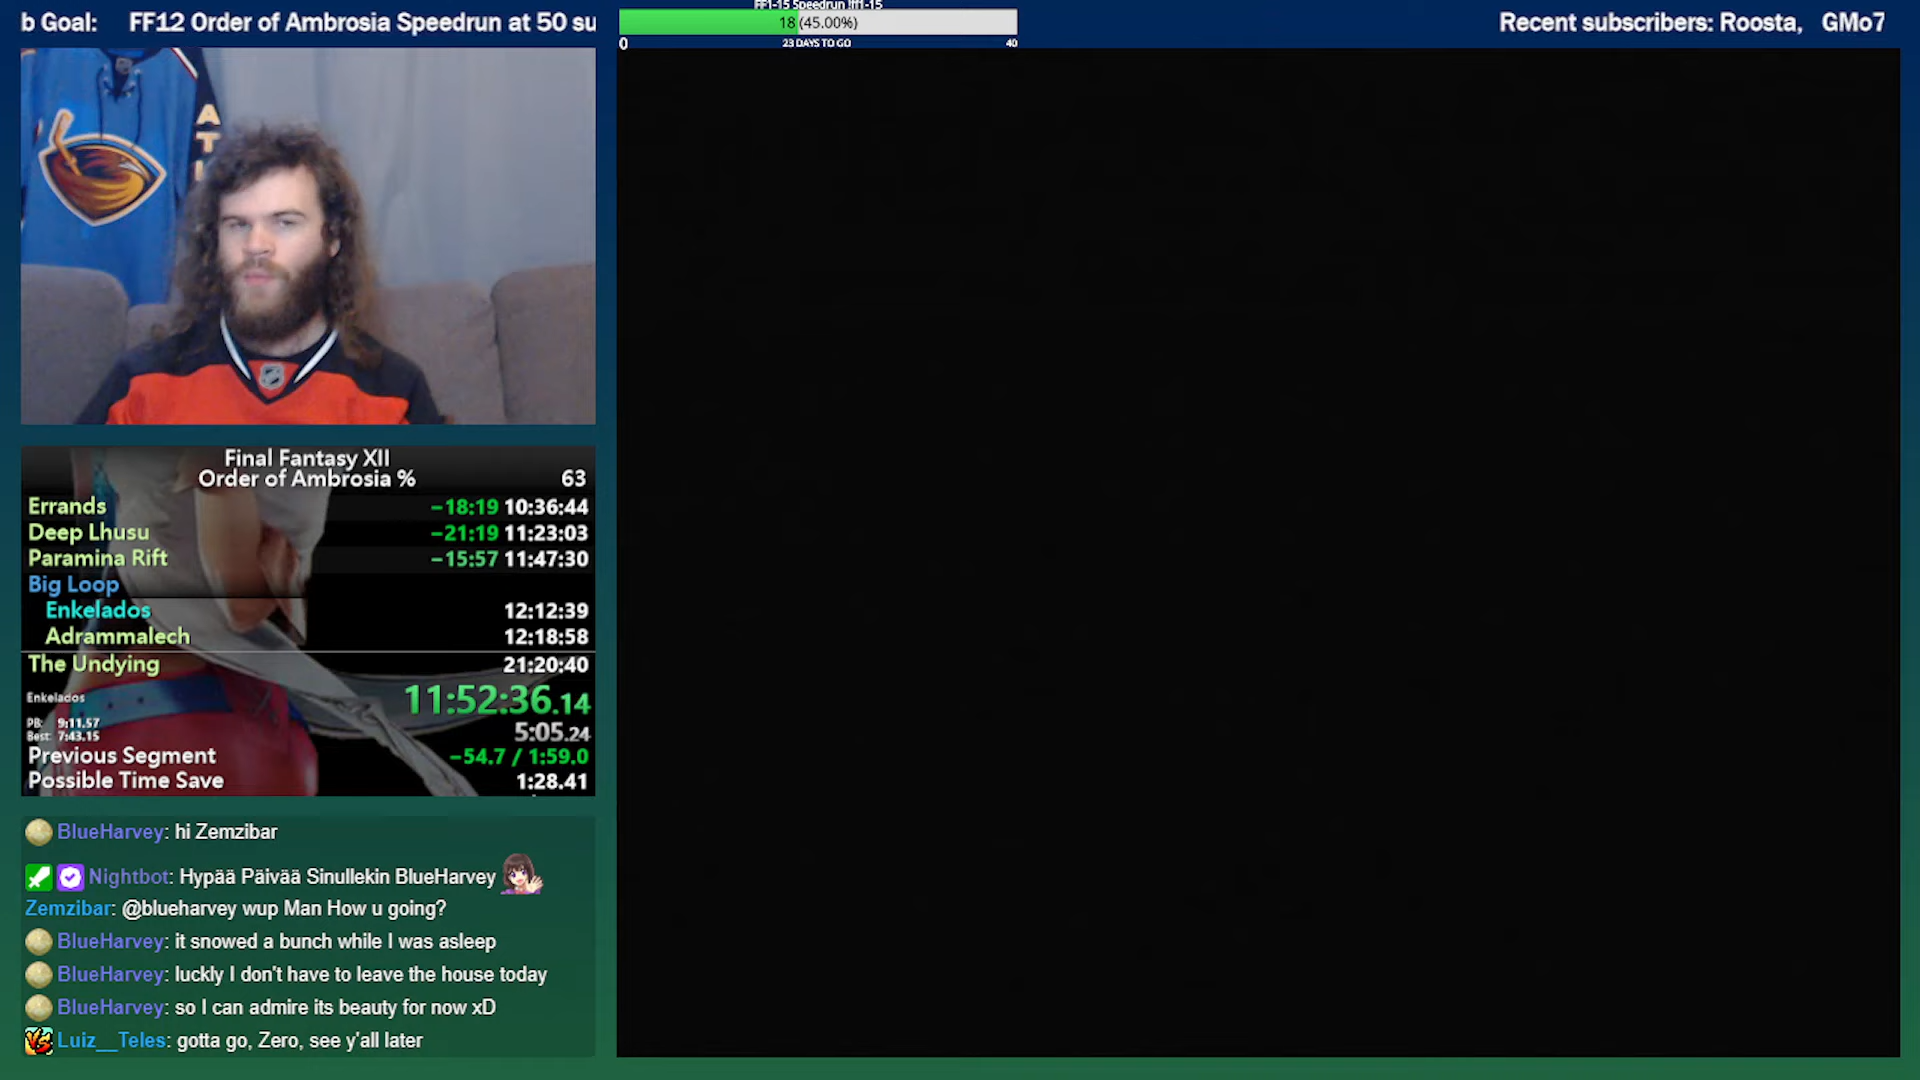 b Goal: FF12 Order of Ambrosia Speedrun at 50 su
FF1-15 Speedrun !ff1-15
18 (45.00%)
0 23 DAYS TO GO 40
Recent subscribers: Roosta, GMo7
A
T
Final Fantasy XII
Order of Ambrosia % 63
Errands -18:19 10:36:44
Deep Lhusu -21:19 11:23:03
Paramina Rift -15:57 11:47:30
Big Loop
Enkelados 12:12:39
Adrammalech 12:18:58
The Undying 21:20:40
Enkelados 11:52:36.14
PB: 9:11.57
Best: 7:43.15 5:05.24
Previous Segment -54.7 / 1:59.0
Possible Time Save 1:28.41
BlueHarvey: hi Zemzibar
Nightbot: Hypää Päivää Sinullekin BlueHarvey
Zemzibar: @blueharvey wup Man How u going?
BlueHarvey: it snowed a bunch while I was asleep
BlueHarvey: luckly I don't have to leave the house today
BlueHarvey: so I can admire its beauty for now xD
Luiz__Teles: gotta go, Zero, see y'all later